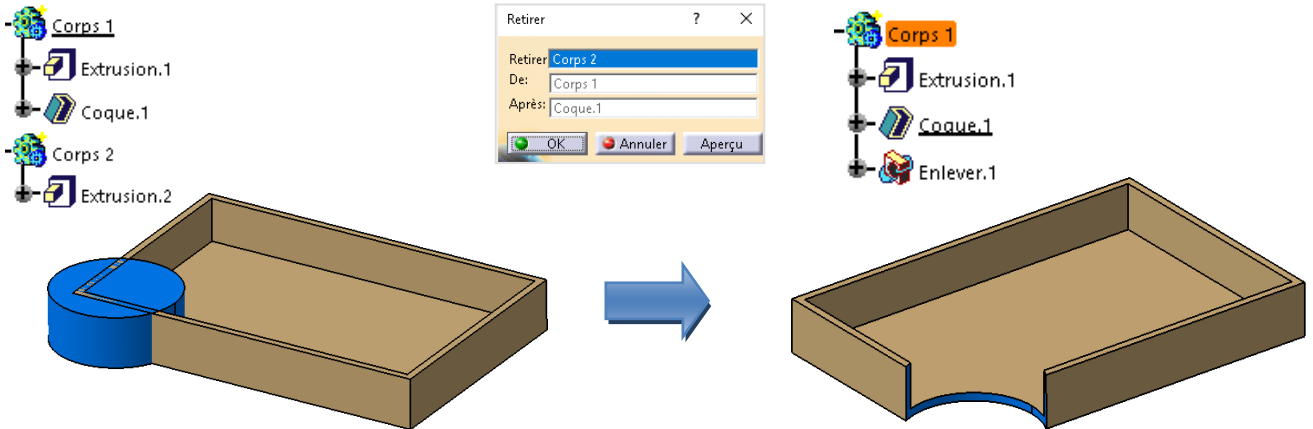 Corps 1
Extrusion.1
Coque.1
Corps 2
Extrusion.2
Retirer ? ×
Retirer Corps 2
De: Corps 1
Après: Coque.1
OK Annuler Aperçu
Corps 1
Extrusion.1
Coque.1
Enlever.1